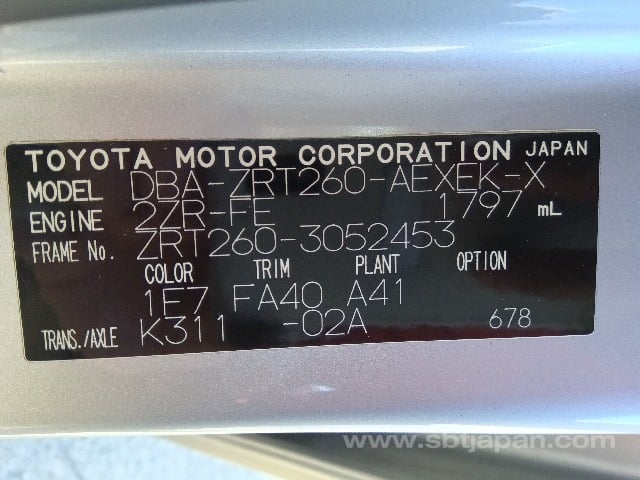 TOYOTA MOTOR CORPORATION JAPAN
MODEL DBA-ZRT260-AEXEK-X
ENGINE 2ZR-FE 1797 mL
FRAME No. ZRT260-3052453
COLOR TRIM PLANT OPTION
1E7 FA40 A41
TRANS./AXLE K311 -02A 678
www.sbtjapan.com